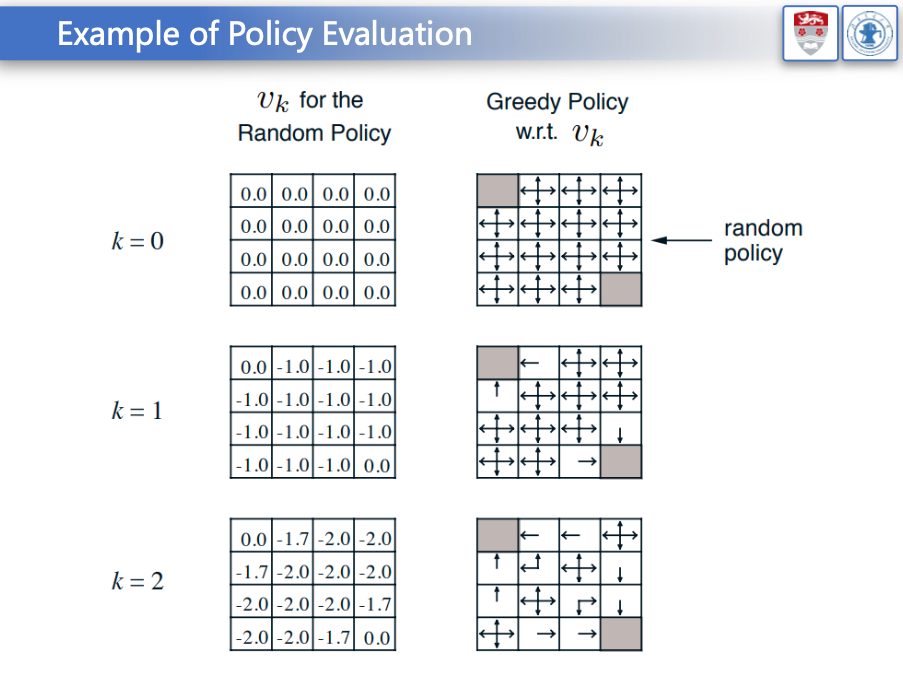 Example of Policy Evaluation
vₖ for the
Random Policy
Greedy Policy
w.r.t. vₖ
k = 0
0.0 0.0 0.0 0.0
0.0 0.0 0.0 0.0
0.0 0.0 0.0 0.0
0.0 0.0 0.0 0.0
random
policy
k = 1
0.0 -1.0 -1.0 -1.0
-1.0 -1.0 -1.0 -1.0
-1.0 -1.0 -1.0 -1.0
-1.0 -1.0 -1.0 0.0
k = 2
0.0 -1.7 -2.0 -2.0
-1.7 -2.0 -2.0 -2.0
-2.0 -2.0 -2.0 -1.7
-2.0 -2.0 -1.7 0.0